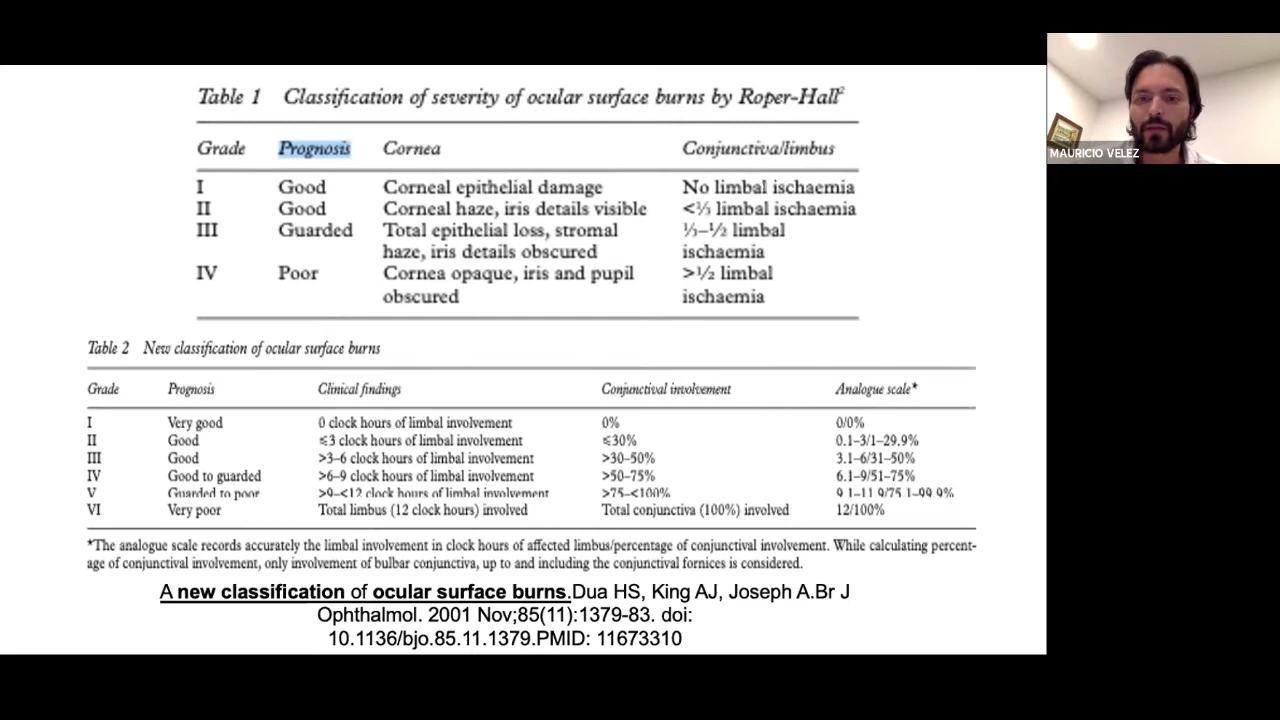 Table 1 Classification of severity of ocular surface burns by Roper-Hall²
Grade Prognosis Cornea Conjunctiva/limbus
I Good Corneal epithelial damage No limbal ischaemia
II Good Corneal haze, iris details visible <⅓ limbal ischaemia
III Guarded Total epithelial loss, stromal ⅓–½ limbal
haze, iris details obscured ischaemia
IV Poor Cornea opaque, iris and pupil >½ limbal
obscured ischaemia
Table 2 New classification of ocular surface burns
Grade Prognosis Clinical findings Conjunctival involvement Analogue scale*
I Very good 0 clock hours of limbal involvement 0% 0/0%
II Good ≤3 clock hours of limbal involvement ≤30% 0.1–3/1–29.9%
III Good >3–6 clock hours of limbal involvement >30–50% 3.1–6/31–50%
IV Good to guarded >6–9 clock hours of limbal involvement >50–75% 6.1–9/51–75%
V Guarded to poor >9–<12 clock hours of limbal involvement >75–<100% 9.1–11.9/75.1–99.9%
VI Very poor Total limbus (12 clock hours) involved Total conjunctiva (100%) involved 12/100%
*The analogue scale records accurately the limbal involvement in clock hours of affected limbus/percentage of conjunctival involvement. While calculating percent-
age of conjunctival involvement, only involvement of bulbar conjunctiva, up to and including the conjunctival fornices is considered.
A new classification of ocular surface burns.Dua HS, King AJ, Joseph A.Br J
Ophthalmol. 2001 Nov;85(11):1379-83. doi:
10.1136/bjo.85.11.1379.PMID: 11673310
MAURICIO VELEZ